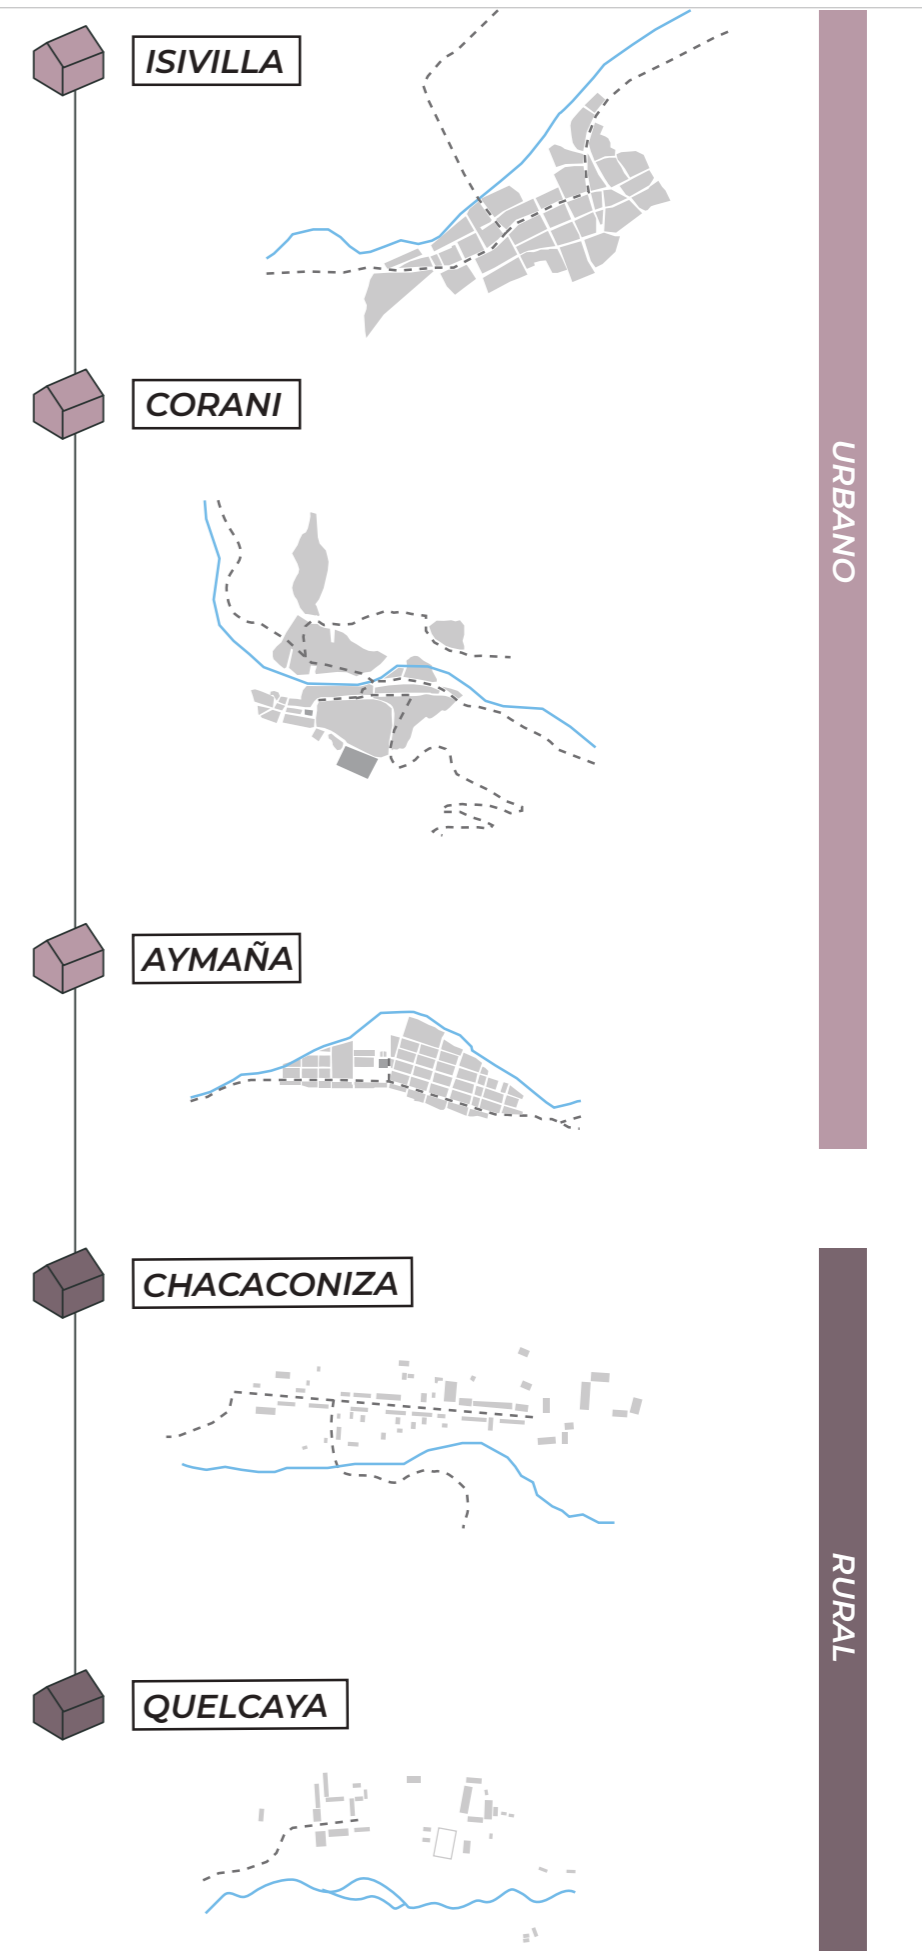 ISIVILLA
CORANI
URBANO
AYMAÑA
CHACACONIZA
RURAL
QUELCAYA